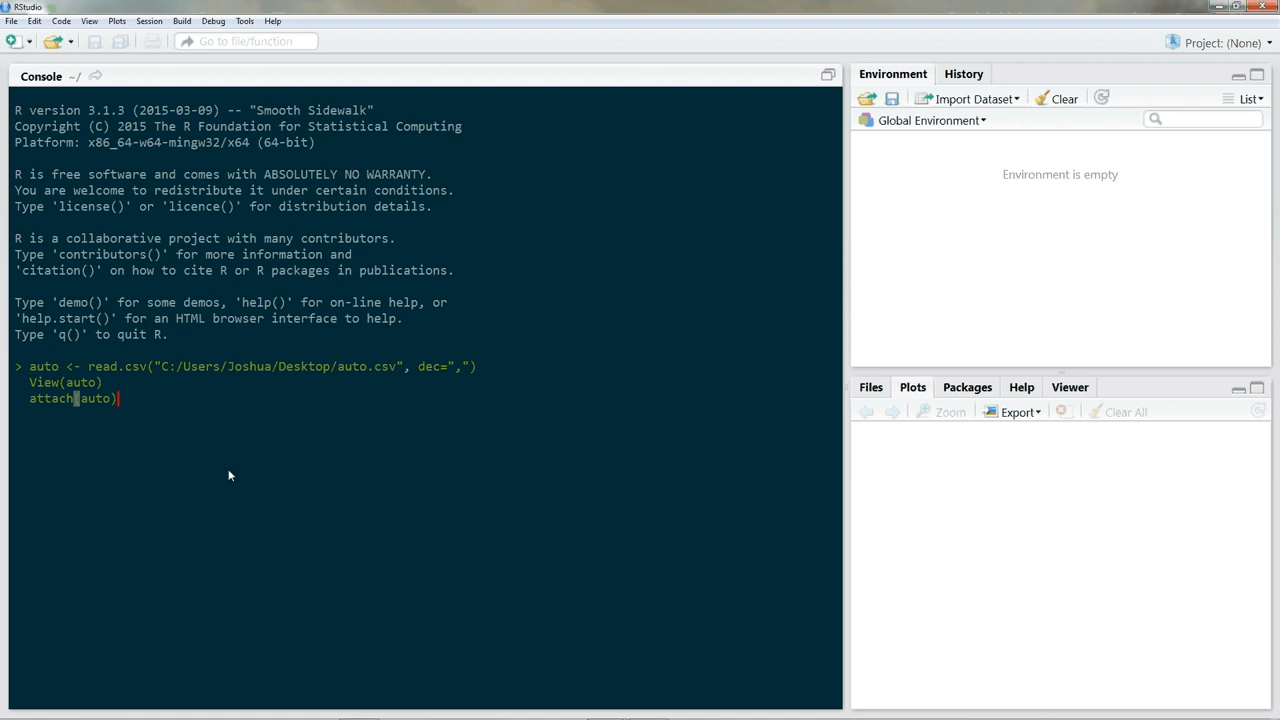 RStudio
File Edit Code View Plots Session Build Debug Tools Help
Go to file/function
Project: (None)
Console ~/
R version 3.1.3 (2015-03-09) -- "Smooth Sidewalk"
Copyright (C) 2015 The R Foundation for Statistical Computing
Platform: x86_64-w64-mingw32/x64 (64-bit)
R is free software and comes with ABSOLUTELY NO WARRANTY.
You are welcome to redistribute it under certain conditions.
Type 'license()' or 'licence()' for distribution details.
R is a collaborative project with many contributors.
Type 'contributors()' for more information and
'citation()' on how to cite R or R packages in publications.
Type 'demo()' for some demos, 'help()' for on-line help, or
'help.start()' for an HTML browser interface to help.
Type 'q()' to quit R.
> auto <- read.csv("C:/Users/Joshua/Desktop/auto.csv", dec=",")
View(auto)
attach(auto)
Environment History
Import Dataset Clear List
Global Environment
Environment is empty
Files Plots Packages Help Viewer
Zoom Export Clear All